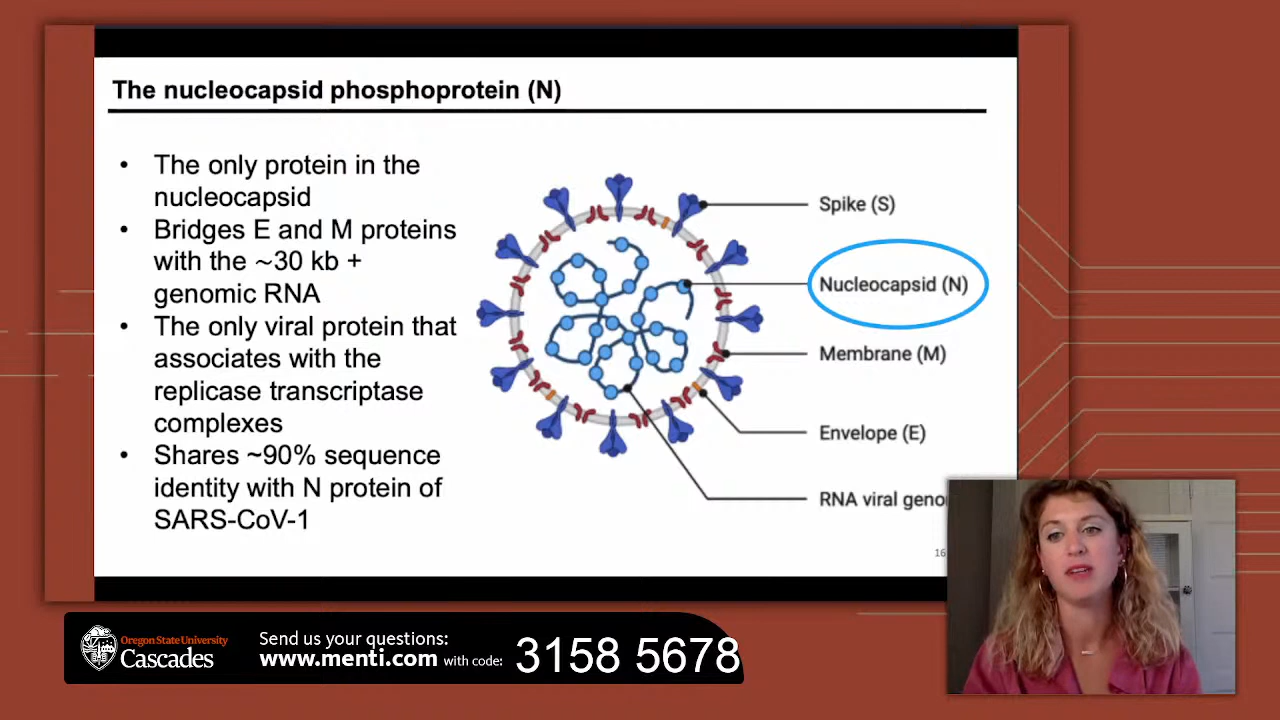 The nucleocapsid phosphoprotein (N)
• The only protein in the
nucleocapsid
• Bridges E and M proteins
with the ~30 kb +
genomic RNA
• The only viral protein that
associates with the
replicase transcriptase
complexes
• Shares ~90% sequence
identity with N protein of
SARS-CoV-1
Spike (S)
Nucleocapsid (N)
Membrane (M)
Envelope (E)
RNA viral
16
Oregon State University
Cascades
Send us your questions:
www.menti.com with code:
3158 5678